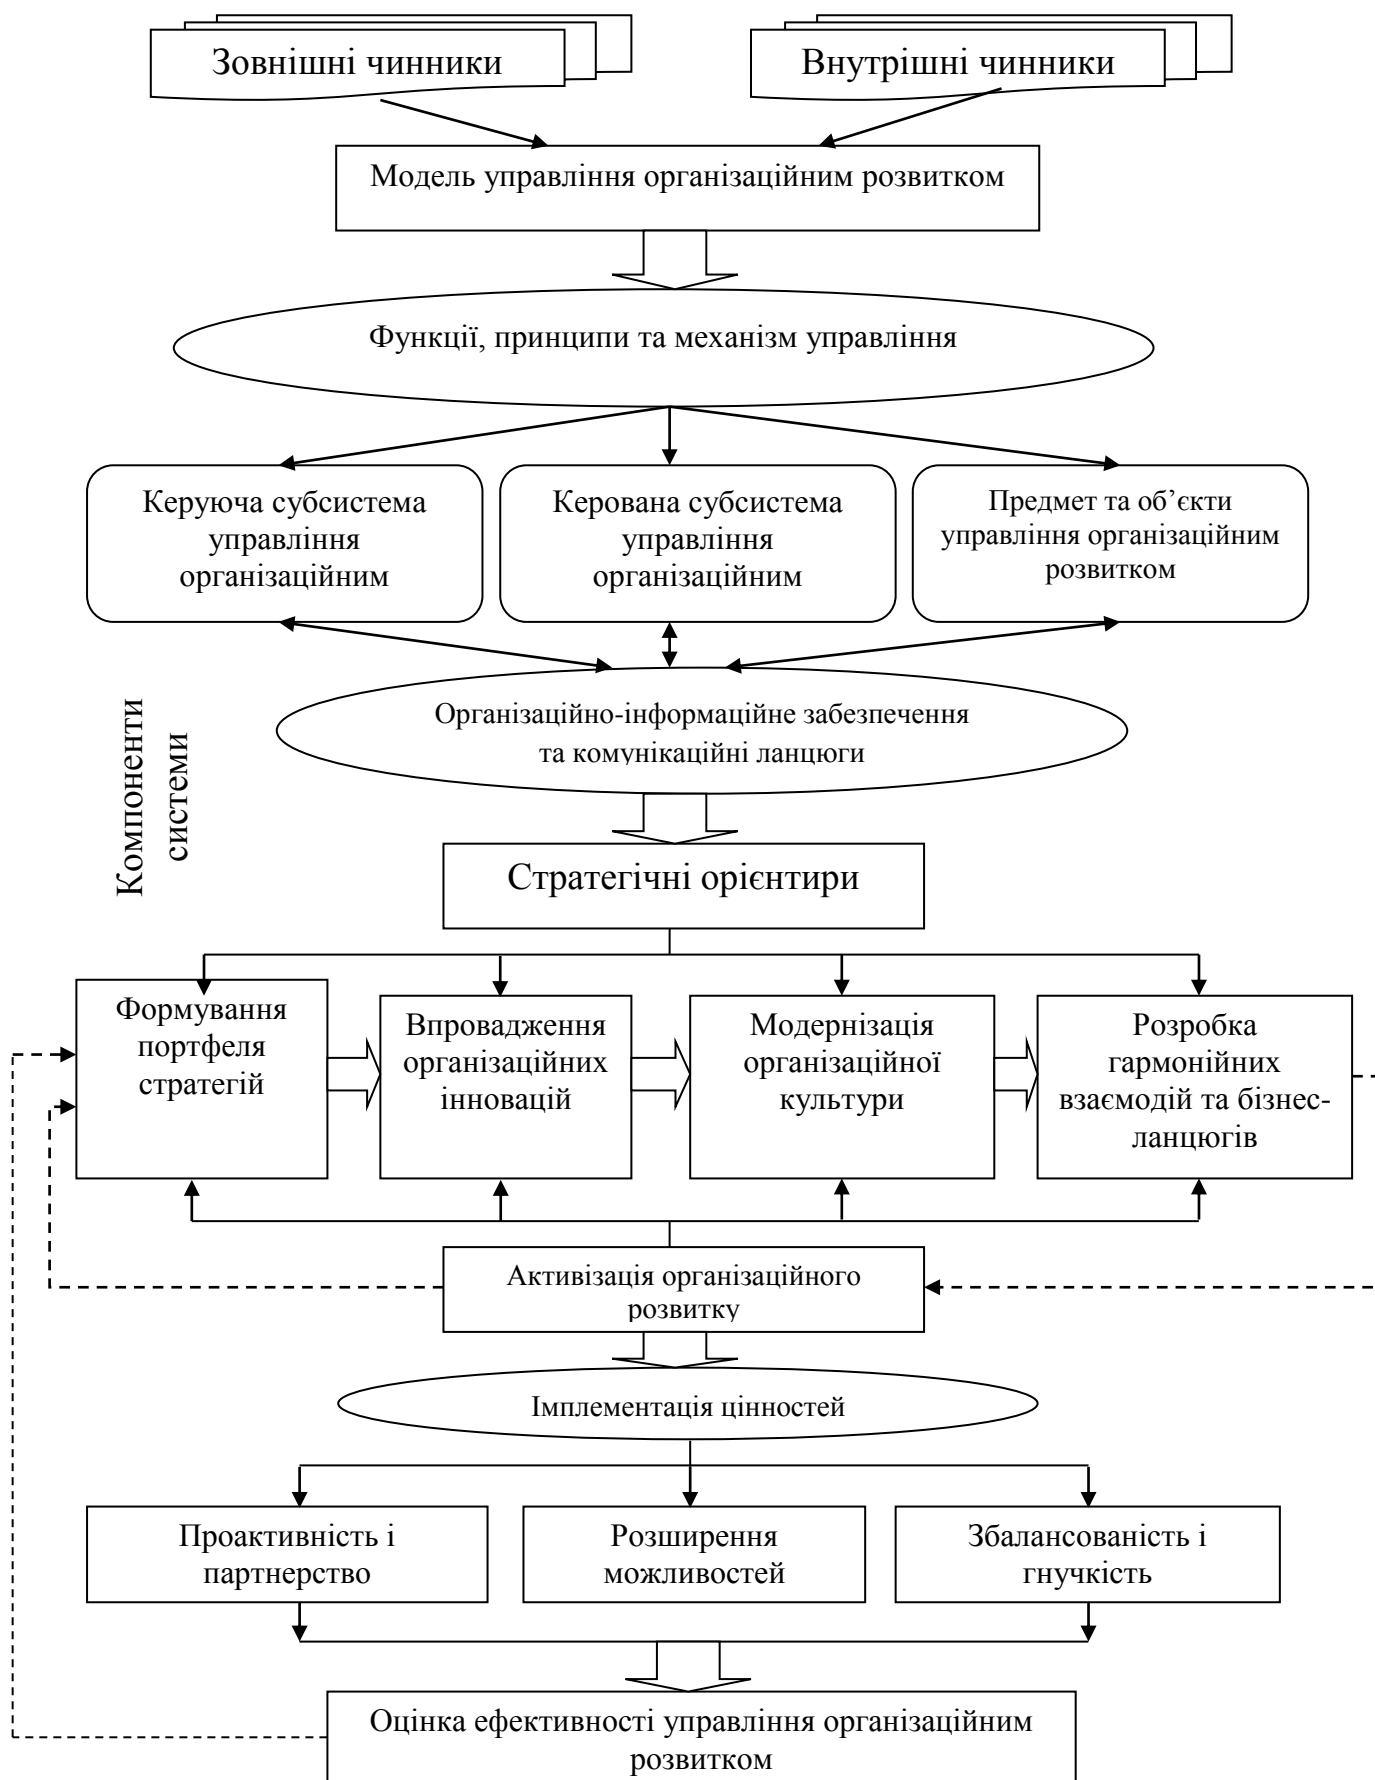 Зовнішні чинники
Внутрішні чинники
Модель управління організаційним розвитком
Функції, принципи та механізм управління
Керуюча субсистема
управління
організаційним
Керована субсистема
управління
організаційним
Предмет та об’єкти
управління організаційним
розвитком
Організаційно-інформаційне забезпечення
та комунікаційні ланцюги
Компоненти
системи
Стратегічні орієнтири
Формування
портфеля
стратегій
Впровадження
організаційних
інновацій
Модернізація
організаційної
культури
Розробка
гармонійних
взаємодій та бізнес-
ланцюгів
Активізація організаційного
розвитку
Імплементація цінностей
Проактивність і
партнерство
Розширення
можливостей
Збалансованість і
гнучкість
Оцінка ефективності управління організаційним
розвитком